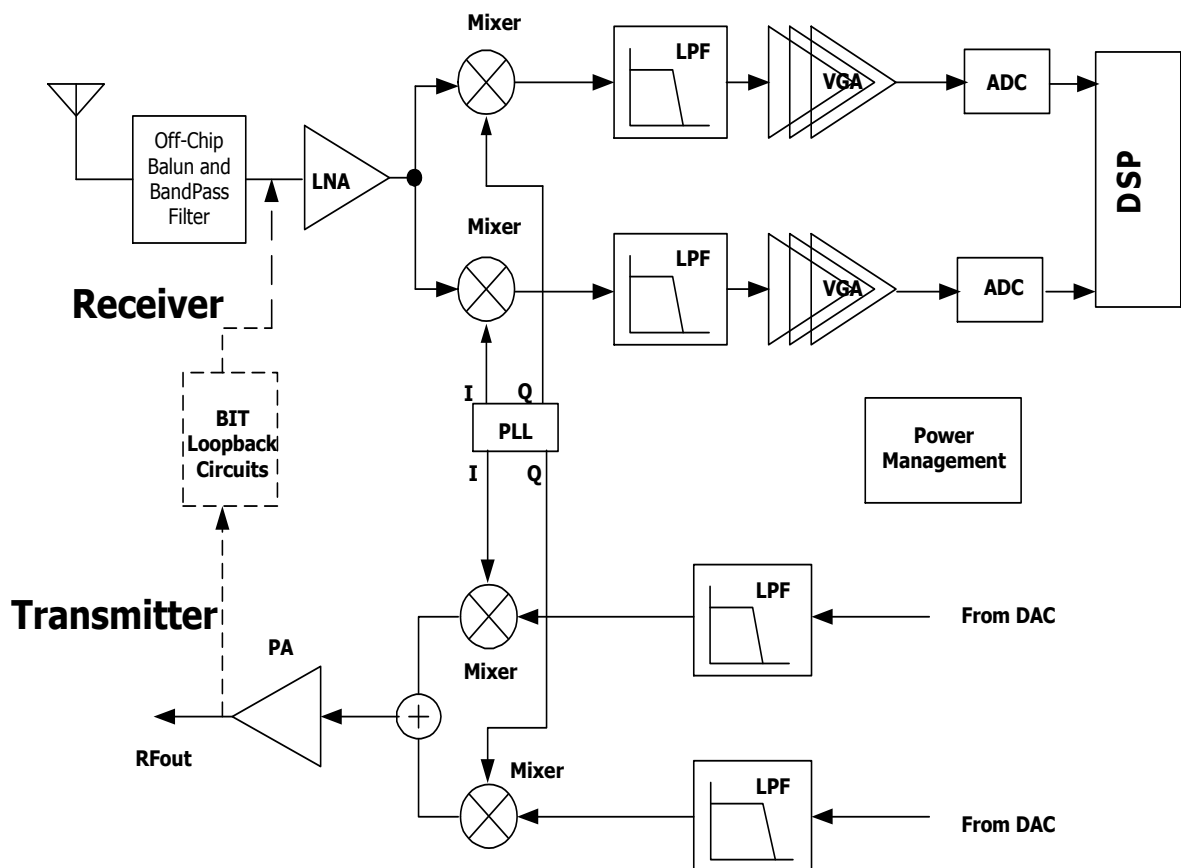 Mixer
LPF
VGA
ADC
Off-Chip
Balun and
BandPass
Filter
LNA
DSP
Mixer
LPF
VGA
ADC
Receiver
I
Q
PLL
I
Q
BIT
Loopback
Circuits
Power
Management
Transmitter
LPF
From DAC
PA
Mixer
+
RFout
Mixer
LPF
From DAC